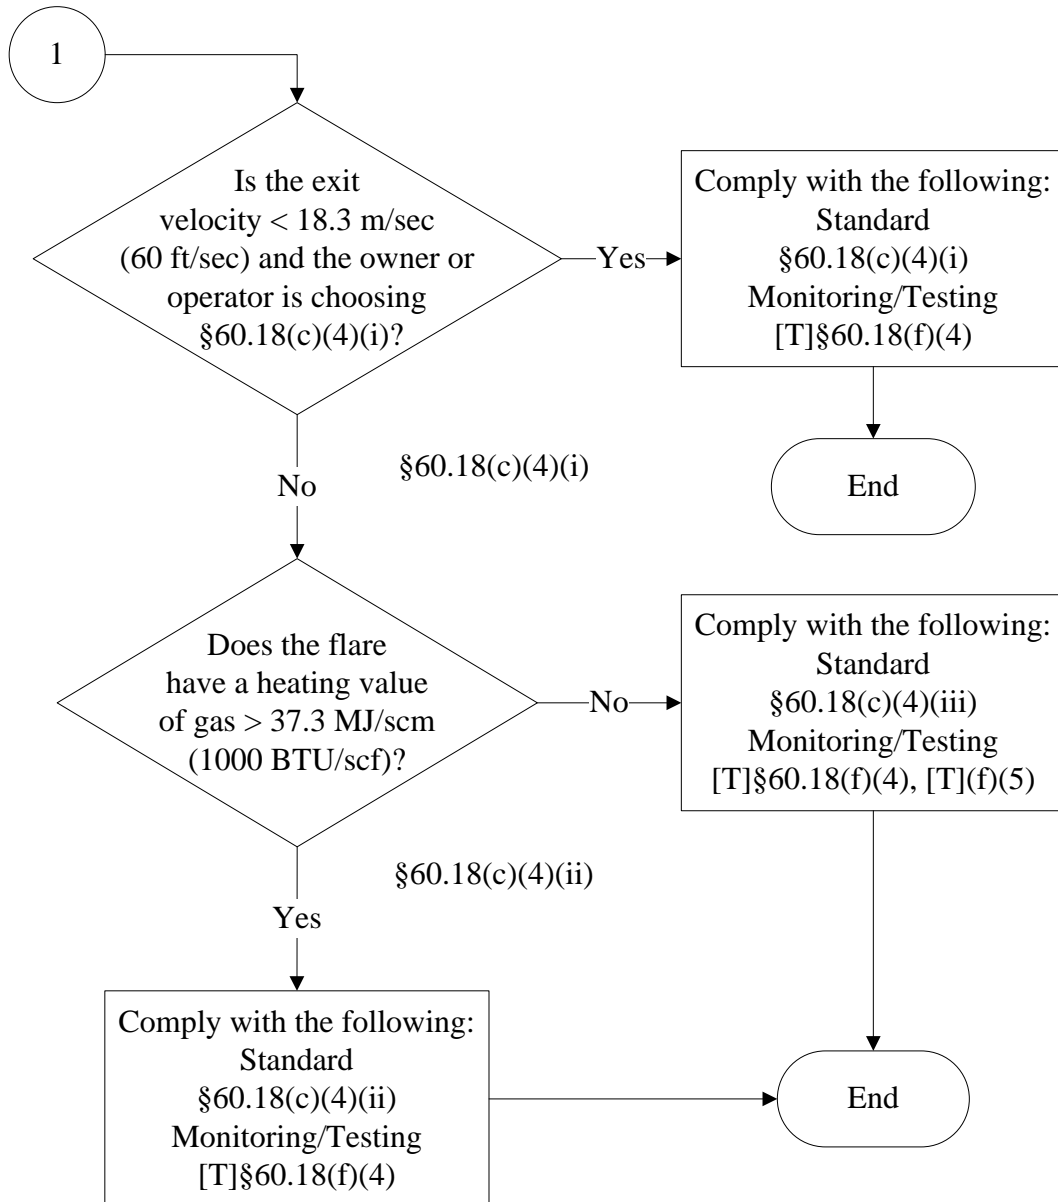 1
Is the exit
velocity < 18.3 m/sec
(60 ft/sec) and the owner or
operator is choosing
§60.18(c)(4)(i)?
Yes
Comply with the following:
Standard
§60.18(c)(4)(i)
Monitoring/Testing
[T]§60.18(f)(4)
End
No
§60.18(c)(4)(i)
Does the flare
have a heating value
of gas > 37.3 MJ/scm
(1000 BTU/scf)?
No
Comply with the following:
Standard
§60.18(c)(4)(iii)
Monitoring/Testing
[T]§60.18(f)(4), [T](f)(5)
Yes
§60.18(c)(4)(ii)
Comply with the following:
Standard
§60.18(c)(4)(ii)
Monitoring/Testing
[T]§60.18(f)(4)
End